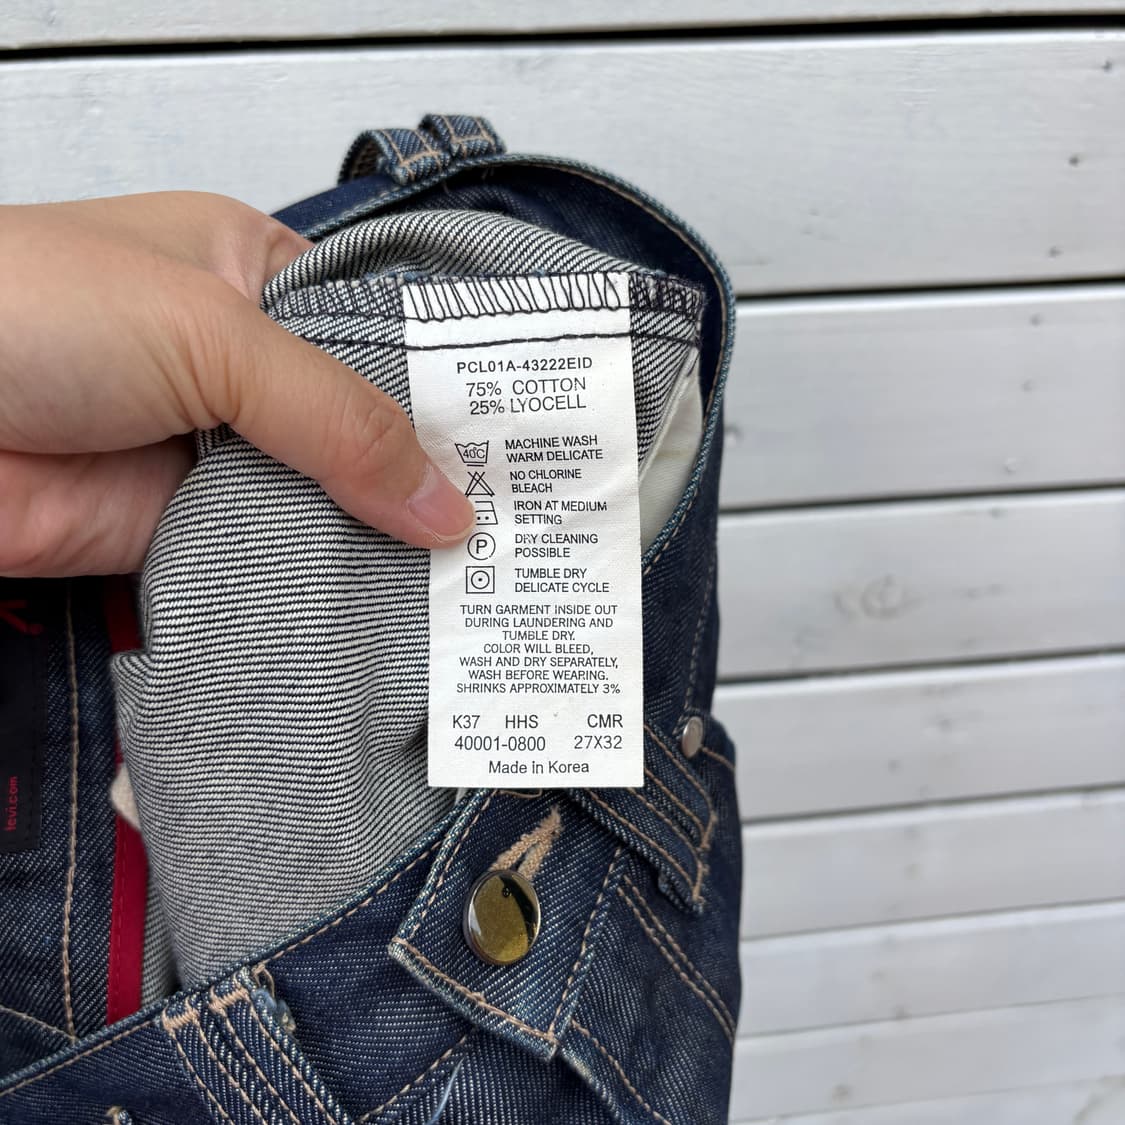 PCL01A-43222EID
75% COTTON
25% LYOCELL
40C
MACHINE WASH
WARM DELICATE
NO CHLORINE
BLEACH
IRON AT MEDIUM
SETTING
P
DRY CLEANING
POSSIBLE
TUMBLE DRY
DELICATE CYCLE
TURN GARMENT INSIDE OUT
DURING LAUNDERING AND
TUMBLE DRY.
COLOR WILL BLEED,
WASH AND DRY SEPARATELY,
WASH BEFORE WEARING.
SHRINKS APPROXIMATELY 3%
K37 HHS CMR
40001-0800 27X32
Made in Korea
levi.com